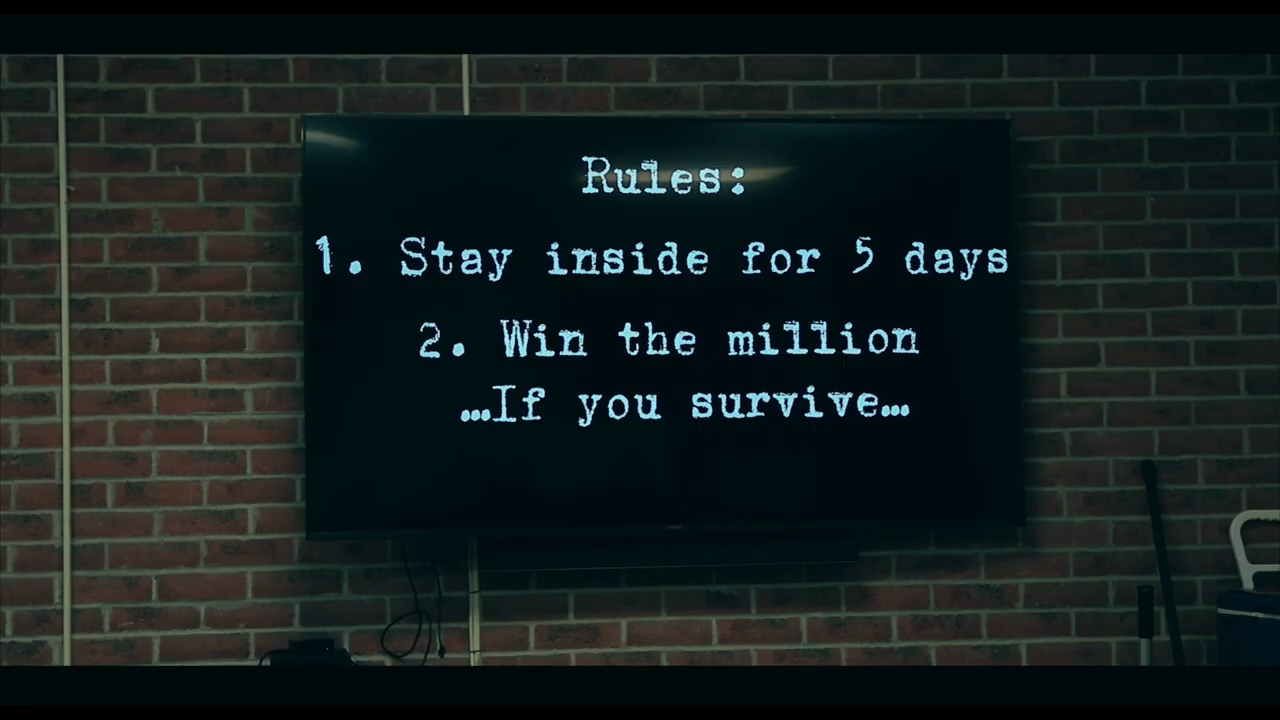 Rules:
1. Stay inside for 5 days
2. Win the million
…If you survive…